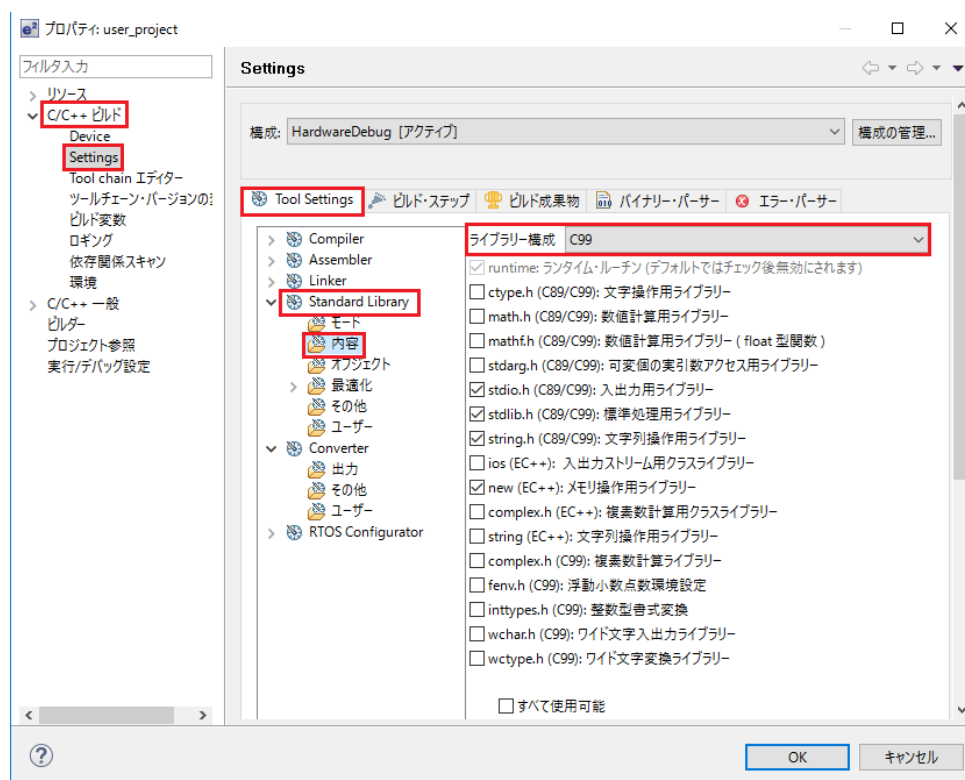 e² プロパティ: user_project
フィルタ入力
リソース
C/C++ ビルド
Device
Settings
Tool chain エディター
ツールチェーン・バージョンの
ビルド変数
ロギング
依存関係スキャン
環境
C/C++ 一般
ビルダー
プロジェクト参照
実行/デバッグ設定
Settings
構成: HardwareDebug [アクティブ] 構成の管理...
Tool Settings ビルド・ステップ ビルド成果物 バイナリー・パーサー エラー・パーサー
Compiler
Assembler
Linker
Standard Library
モード
内容
オブジェクト
最適化
その他
ユーザー
Converter
出力
その他
ユーザー
RTOS Configurator
ライブラリー構成 C99
runtime: ランタイム・ルーチン (デフォルトではチェック後無効にされます)
ctype.h (C89/C99): 文字操作用ライブラリー
math.h (C89/C99): 数値計算用ライブラリー
mathf.h (C89/C99): 数値計算用ライブラリー ( float 型関数 )
stdarg.h (C89/C99): 可変個の実引数アクセス用ライブラリー
stdio.h (C89/C99): 入出力用ライブラリー
stdlib.h (C89/C99): 標準処理用ライブラリー
string.h (C89/C99): 文字列操作用ライブラリー
ios (EC++): 入出力ストリーム用クラスライブラリー
new (EC++): メモリ操作用ライブラリー
complex.h (EC++): 複素数計算用クラスライブラリー
string (EC++): 文字列操作用ライブラリー
complex.h (C99): 複素数計算ライブラリー
fenv.h (C99): 浮動小数点数環境設定
inttypes.h (C99): 整数型書式変換
wchar.h (C99): ワイド文字入出力ライブラリー
wctype.h (C99): ワイド文字変換ライブラリー
すべて使用可能
OK キャンセル